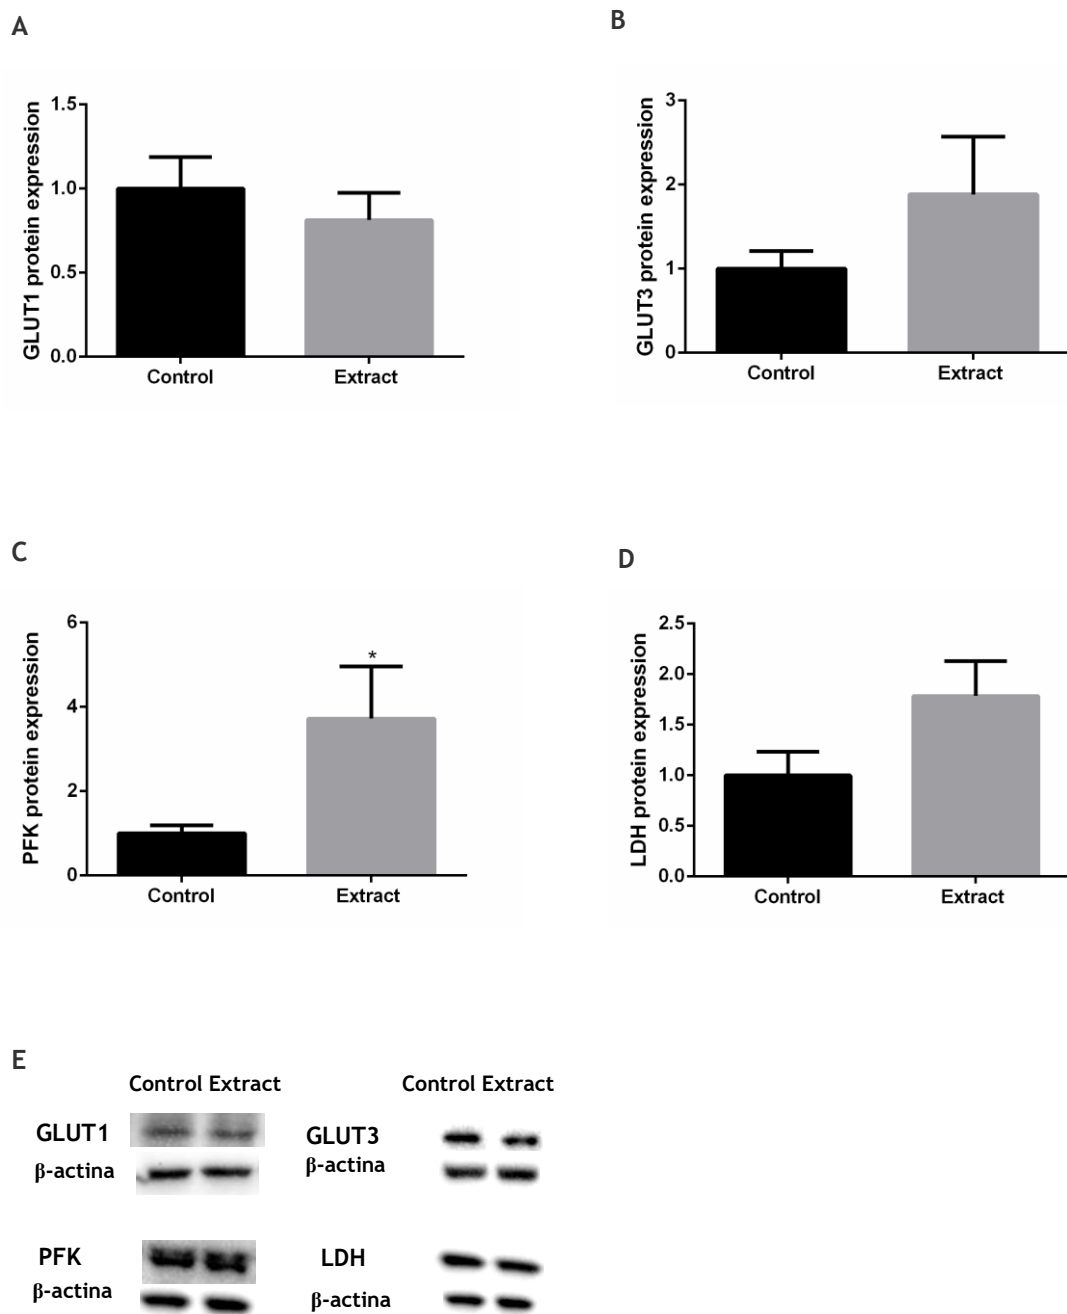 A
GLUT1 protein expression
1.5
1.0
0.5
0.0
Control Extract
B
GLUT3 protein expression
3
2
1
0
Control Extract
C
PFK protein expression
6
4
2
0
*
Control Extract
D
LDH protein expression
2.5
2.0
1.5
1.0
0.5
0.0
Control Extract
E
Control Extract
GLUT1
β-actina
PFK
β-actina
Control Extract
GLUT3
β-actina
LDH
β-actina